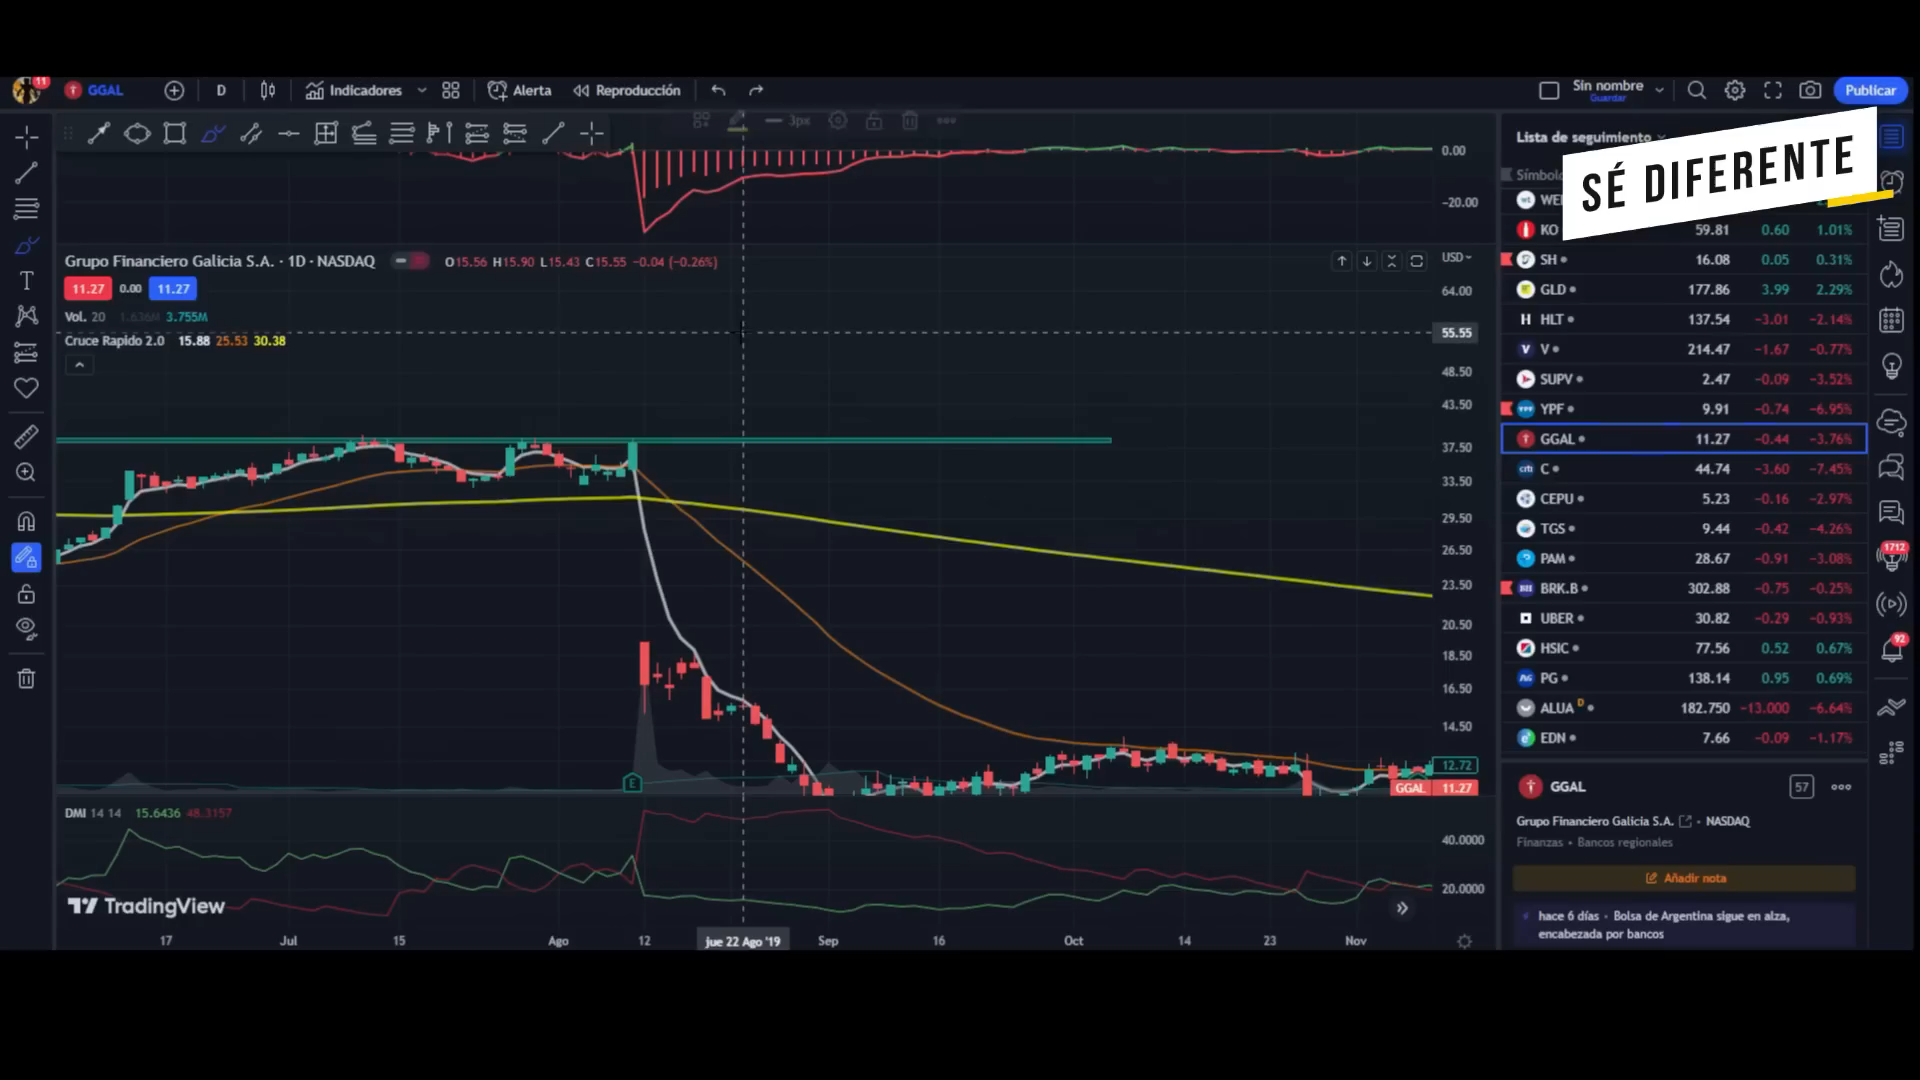 11
GGAL
D
Indicadores
Alerta
Reproducción
Sin nombre
Guardar
Publicar
3px
Lista de seguimiento
SÉ DIFERENTE
Símbolo
0.00
−20.00
Grupo Financiero Galicia S.A. · 1D · NASDAQ
O15.56 H15.90 L15.43 C15.55 −0.04 (−0.26%)
USD
11.27 0.00 11.27
Vol. 20 1.636M 3.755M
Cruce Rapido 2.0 15.88 25.53 30.38
64.00
55.55
48.50
43.50
37.50
33.50
29.50
26.50
23.50
20.50
18.50
16.50
14.50
12.72
GGAL 11.27
E
DMI 14 14 15.6436 48.3157
40.0000
20.0000
TradingView
17 Jul 15 Ago 12 jue 22 Ago '19 Sep 16 Oct 14 23 Nov
KO 59.81 0.60 1.01%
SH 16.08 0.05 0.31%
GLD 177.86 3.99 2.29%
H HLT 137.54 −3.01 −2.14%
V V 214.47 −1.67 −0.77%
SUPV 2.47 −0.09 −3.52%
YPF YPF 9.91 −0.74 −6.95%
GGAL 11.27 −0.44 −3.76%
citi C 44.74 −3.60 −7.45%
CEPU 5.23 −0.16 −2.97%
TGS 9.44 −0.42 −4.26%
PAM 28.67 −0.91 −3.08%
BH BRK.B 302.88 −0.75 −0.25%
UBER 30.82 −0.29 −0.93%
HSIC 77.56 0.52 0.67%
P&G PG 138.14 0.95 0.69%
ALUA D 182.750 −13.000 −6.64%
EDN 7.66 −0.09 −1.17%
1712
92
GGAL
57
Grupo Financiero Galicia S.A. • NASDAQ
Finanzas • Bancos regionales
Añadir nota
hace 6 días • Bolsa de Argentina sigue en alza,
encabezada por bancos